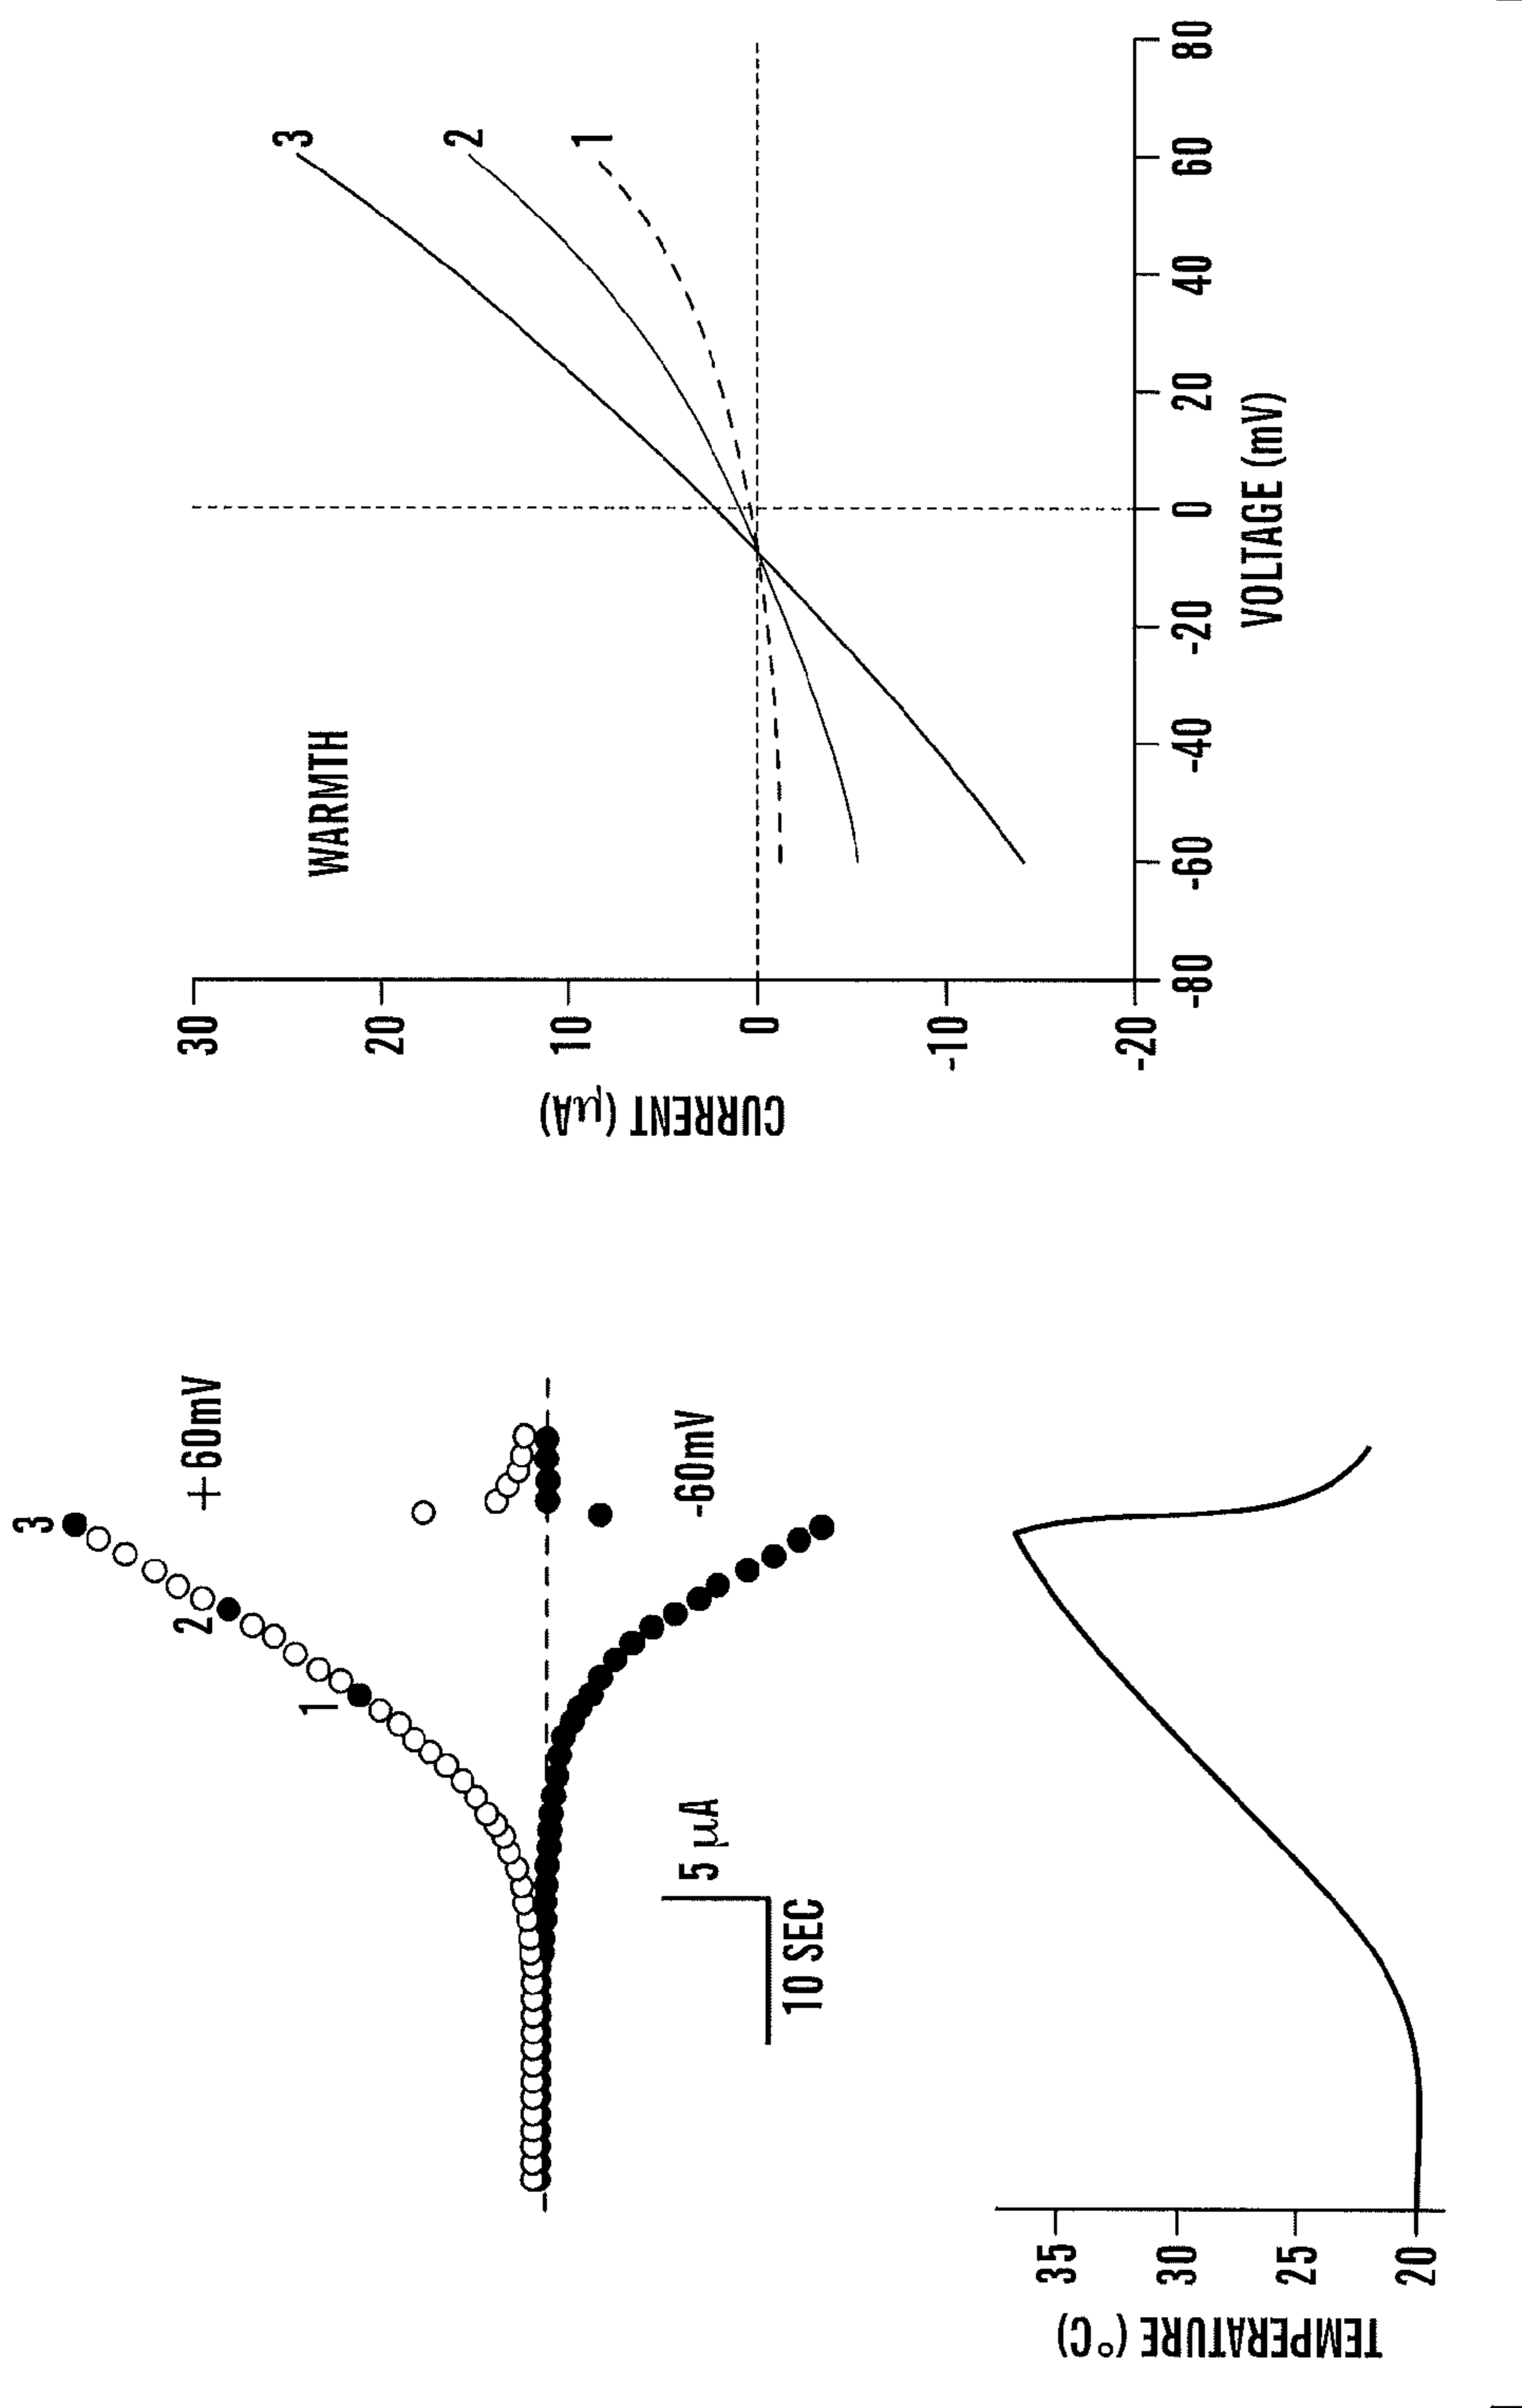 3
+60mV
2
1
-60mV
5 μA
10 SEC
35
30
25
20
TEMPERATURE (°C)
WARMTH
3
2
1
30
20
10
0
-10
-20
CURRENT (μA)
-80 -60 -40 -20 0 20 40 60 80
VOLTAGE (mV)